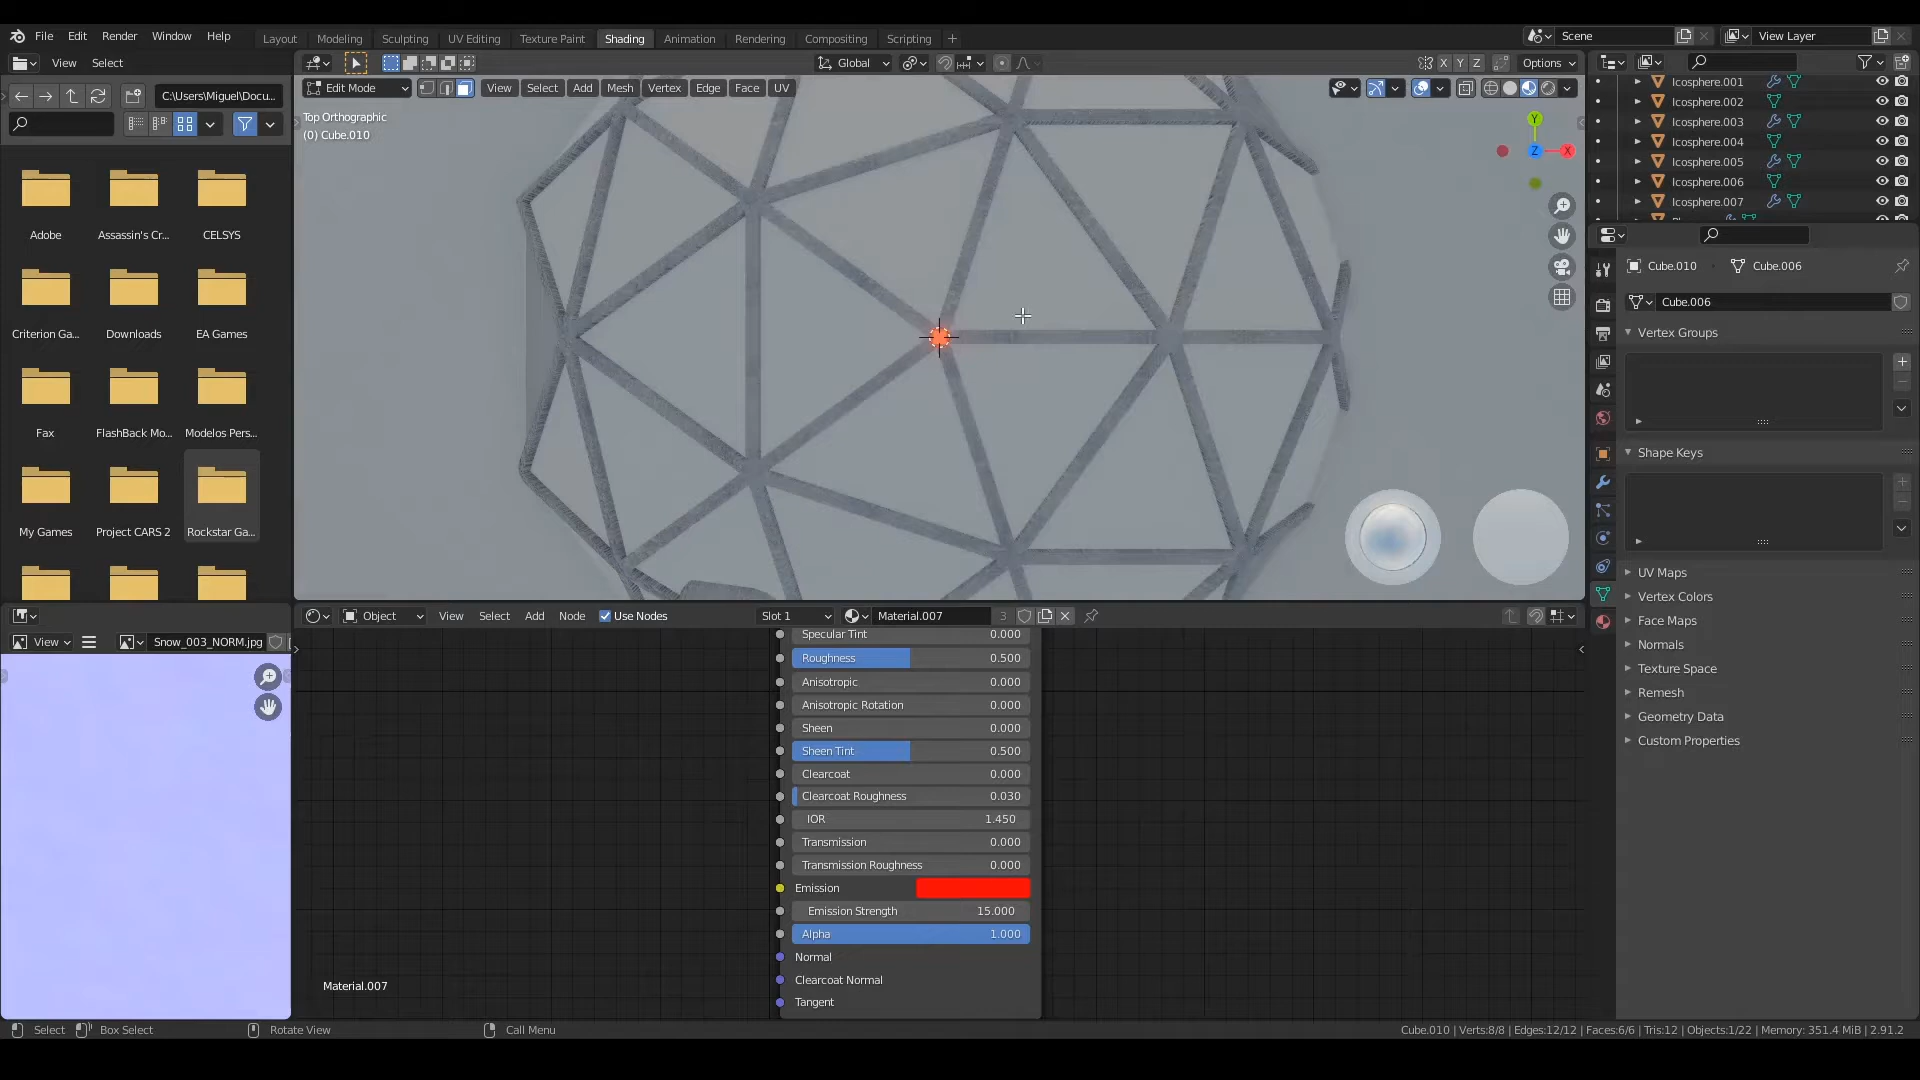 File Edit Render Window Help
Layout Modeling Sculpting UV Editing Texture Paint Shading Animation Rendering Compositing Scripting
Scene
View Layer
View Select
Global
X Y Z
Options
C:\Users\Miguel\Docu...
Edit Mode
View Select Add Mesh Vertex Edge Face UV
Top Orthographic
(0) Cube.010
Y
Z
X
Icosphere.001
Icosphere.002
Icosphere.003
Icosphere.004
Icosphere.005
Icosphere.006
Icosphere.007
Adobe
Assassin's Cr...
CELSYS
Criterion Ga...
Downloads
EA Games
Fax
FlashBack Mo...
Modelos Pers...
My Games
Project CARS 2
Rockstar Ga...
Cube.010
Cube.006
Cube.006
Vertex Groups
Shape Keys
UV Maps
Vertex Colors
Face Maps
Normals
Texture Space
Remesh
Geometry Data
Custom Properties
Object
View Select Add Node
Use Nodes
Slot 1
Material.007
3
View
Snow_003_NORM.jpg
Specular Tint 0.000
Roughness 0.500
Anisotropic 0.000
Anisotropic Rotation 0.000
Sheen 0.000
Sheen Tint 0.500
Clearcoat 0.000
Clearcoat Roughness 0.030
IOR 1.450
Transmission 0.000
Transmission Roughness 0.000
Emission
Emission Strength 15.000
Alpha 1.000
Normal
Clearcoat Normal
Tangent
Material.007
Select
Box Select
Rotate View
Call Menu
Cube.010 | Verts:8/8 | Edges:12/12 | Faces:6/6 | Tris:12 | Objects:1/22 | Memory: 351.4 MiB | 2.91.2